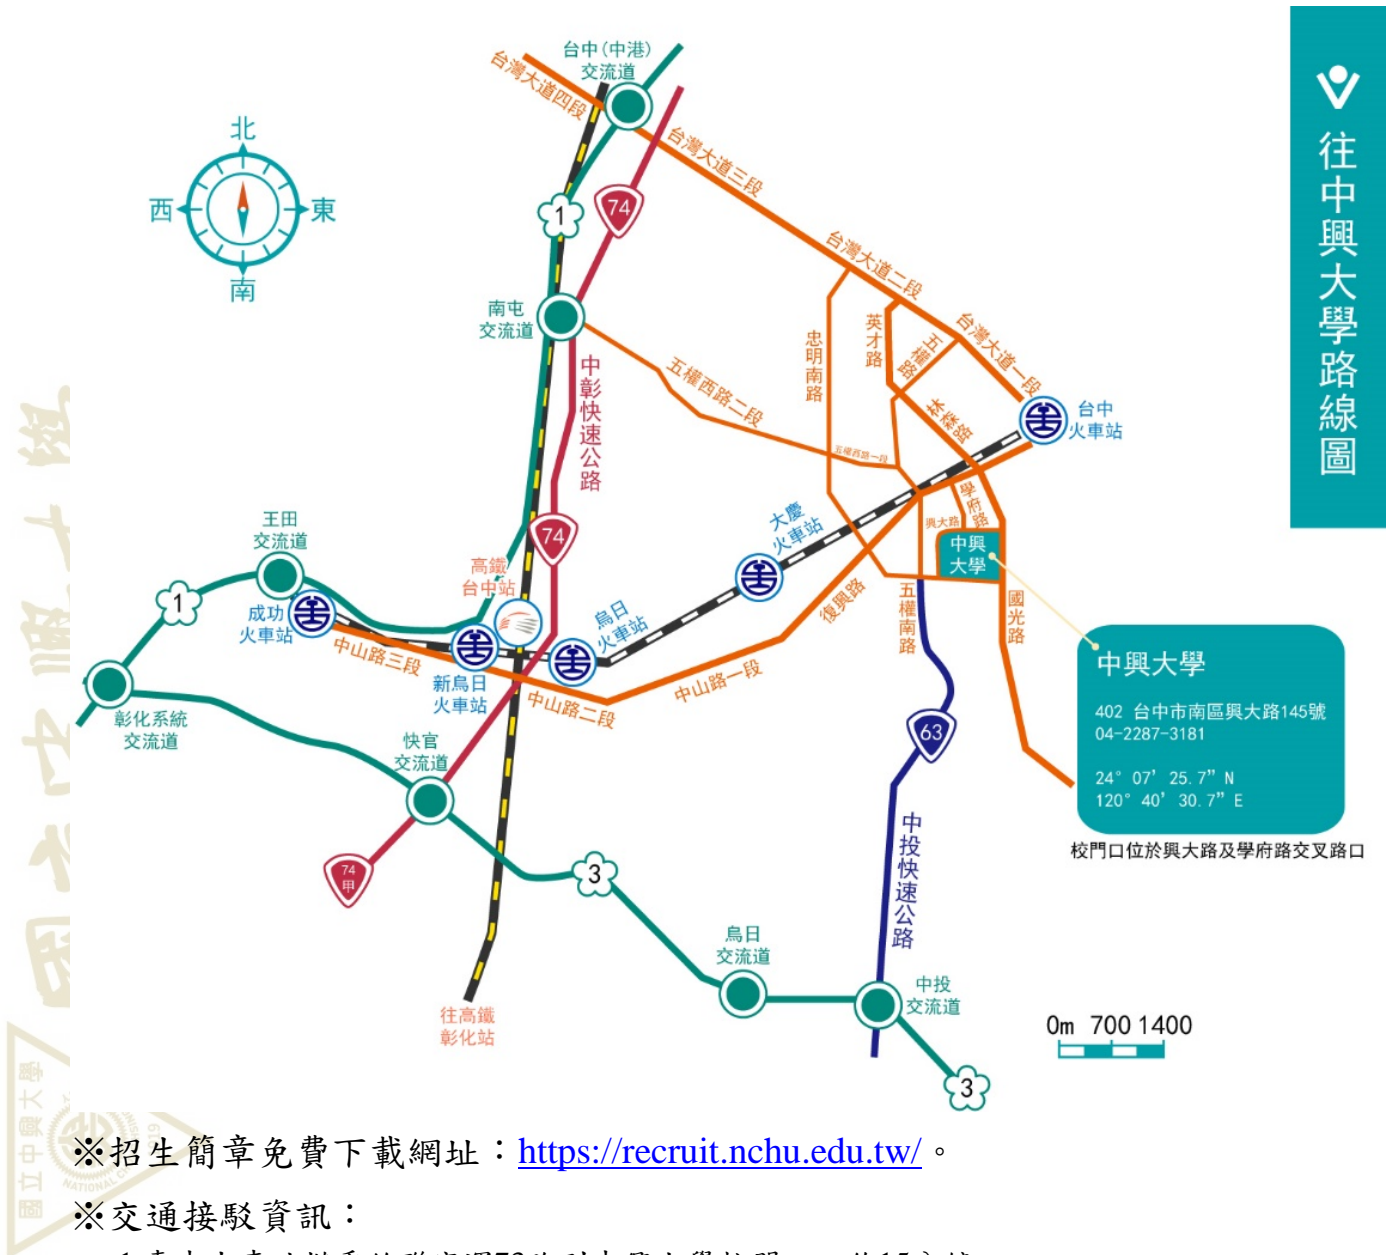 往中興大學路線圖
北
西
東
南
台中(中港)
交流道
台灣大道四段
台灣大道三段
台灣大道二段
台灣大道一段
1
74
南屯
交流道
中彰快速公路
五權西路二段
五權西路一段
忠明南路
英才路
五權路
林森路
台中
火車站
學府路
興大路
中興
大學
大慶
火車站
74
王田
交流道
高鐵
台中站
1
成功
火車站
烏日
火車站
復興路
五權南路
國光路
中山路三段
新烏日
火車站
中山路二段
中山路一段
彰化系統
交流道
快官
交流道
63
中興大學
402 台中市南區興大路145號
04-2287-3181
24° 07’ 25.7” N
120° 40’ 30.7” E
校門口位於興大路及學府路交叉路口
74
甲
3
中投快速公路
烏日
交流道
中投
交流道
往高鐵
彰化站
0m 700 1400
3
國立中興大學
※招生簡章免費下載網址：https://recruit.nchu.edu.tw/。
※交通接駁資訊：